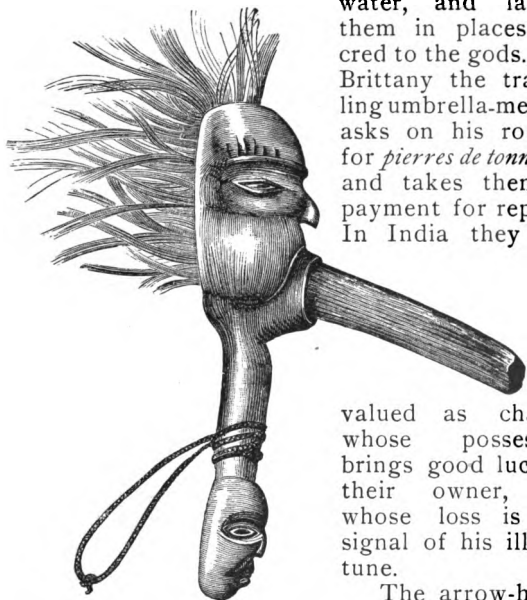 water, and la
them in places
cred to the gods.
Brittany the tra
ling umbrella-me
asks on his ro
for pierres de tonn
and takes then
payment for rep
In India they
valued as cha
whose posses
brings good luc
their owner,
whose loss is
signal of his ill
tune.
The arrow-h